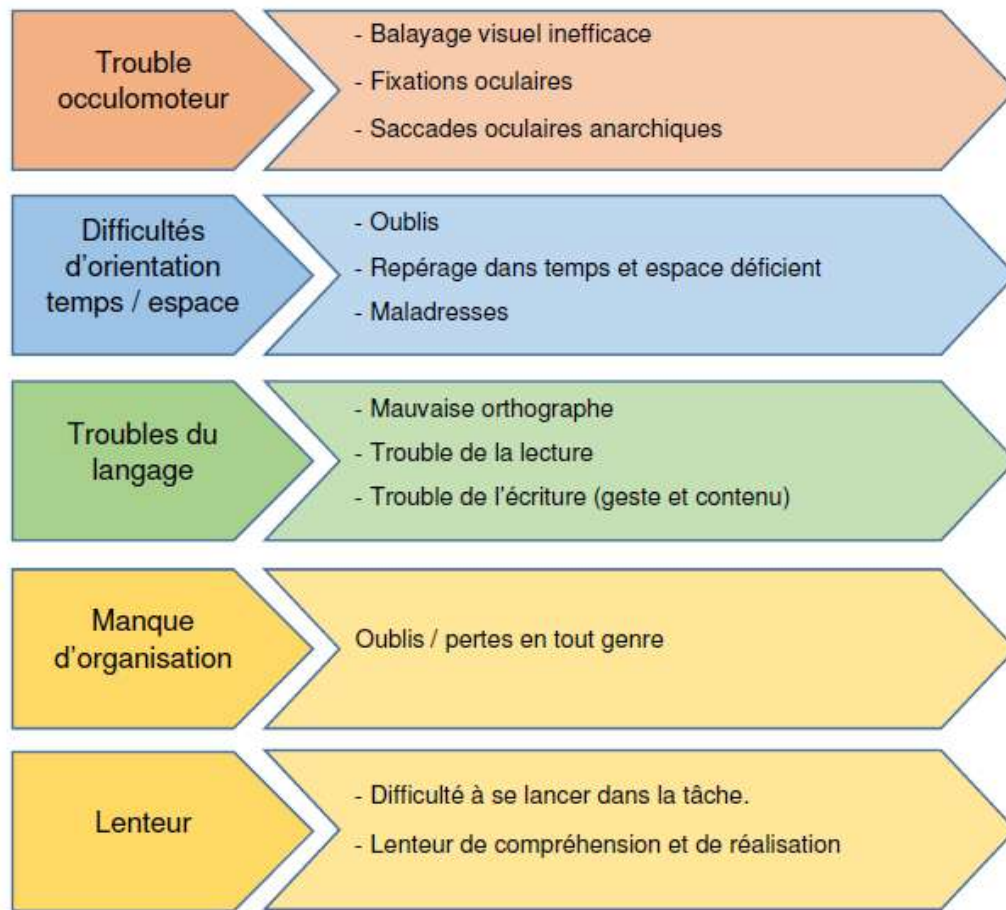 Trouble
occulomoteur
- Balayage visuel inefficace
- Fixations oculaires
- Saccades oculaires anarchiques
Difficultés
d'orientation
temps / espace
- Oublis
- Repérage dans temps et espace déficient
- Maladresses
Troubles du
langage
- Mauvaise orthographe
- Trouble de la lecture
- Trouble de l'écriture (geste et contenu)
Manque
d'organisation
Oublis / pertes en tout genre
Lenteur
- Difficulté à se lancer dans la tâche.
- Lenteur de compréhension et de réalisation